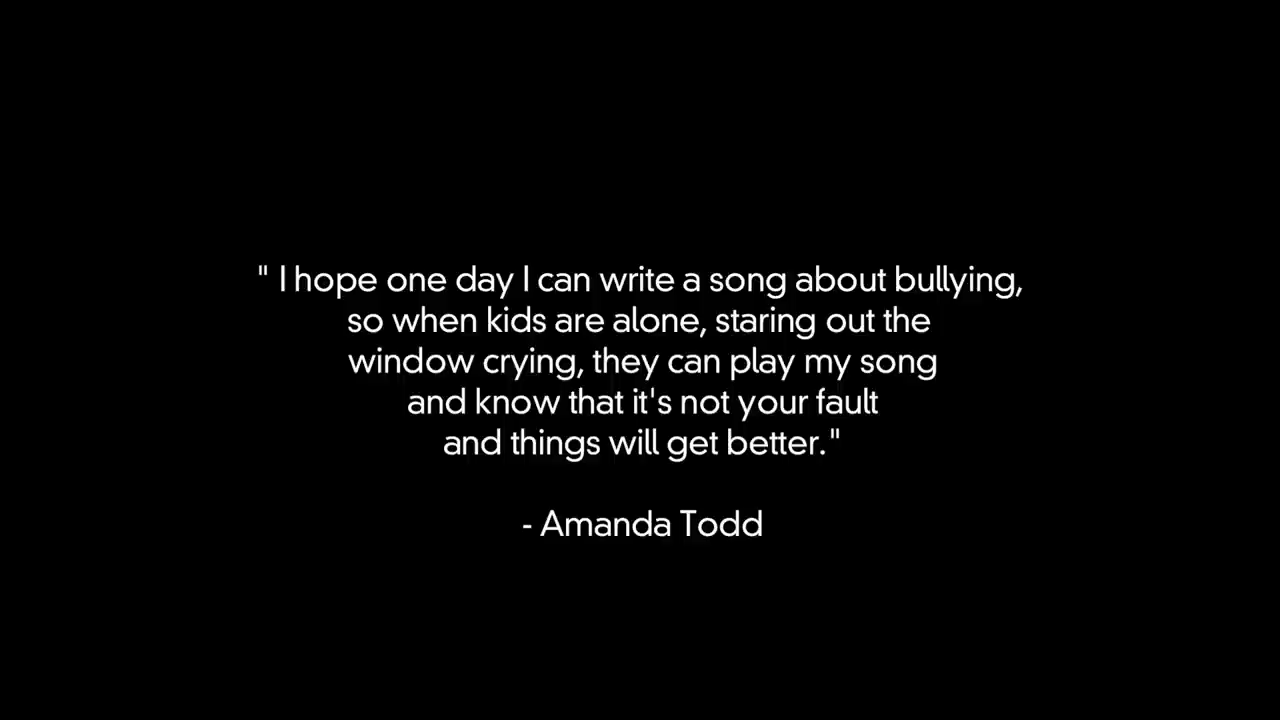 " I hope one day I can write a song about bullying,
so when kids are alone, staring out the
window crying, they can play my song
and know that it's not your fault
and things will get better."
- Amanda Todd